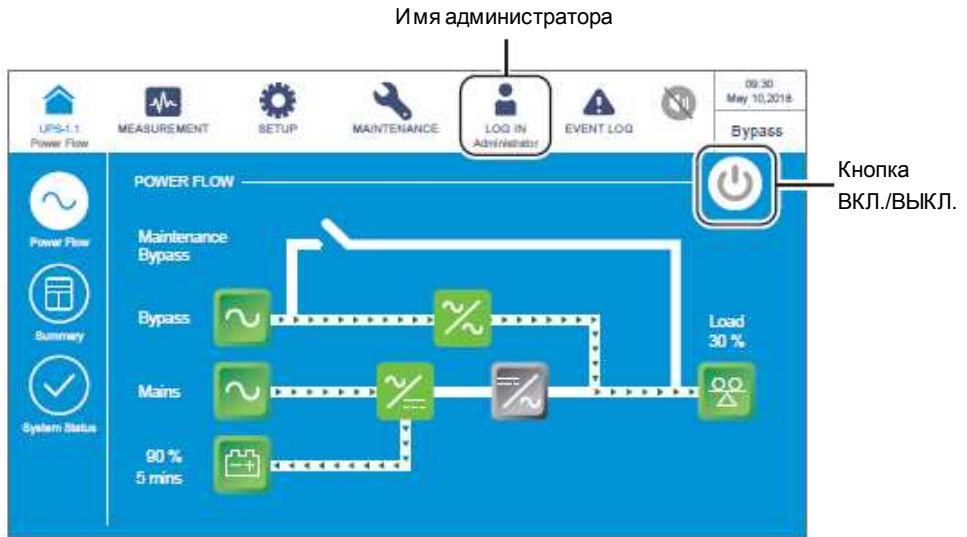 Имя администратора
UPS-1.1
Power Flow
MEASUREMENT
SETUP
MAINTENANCE
LOG IN
Administrator
EVENT LOG
09:30
May 10,2018
Bypass
Кнопка
ВКЛ./ВЫКЛ.
POWER FLOW
Power Flow
Summary
System Status
Maintenance
Bypass
Bypass
Mains
90 %
5 mins
Load
30 %